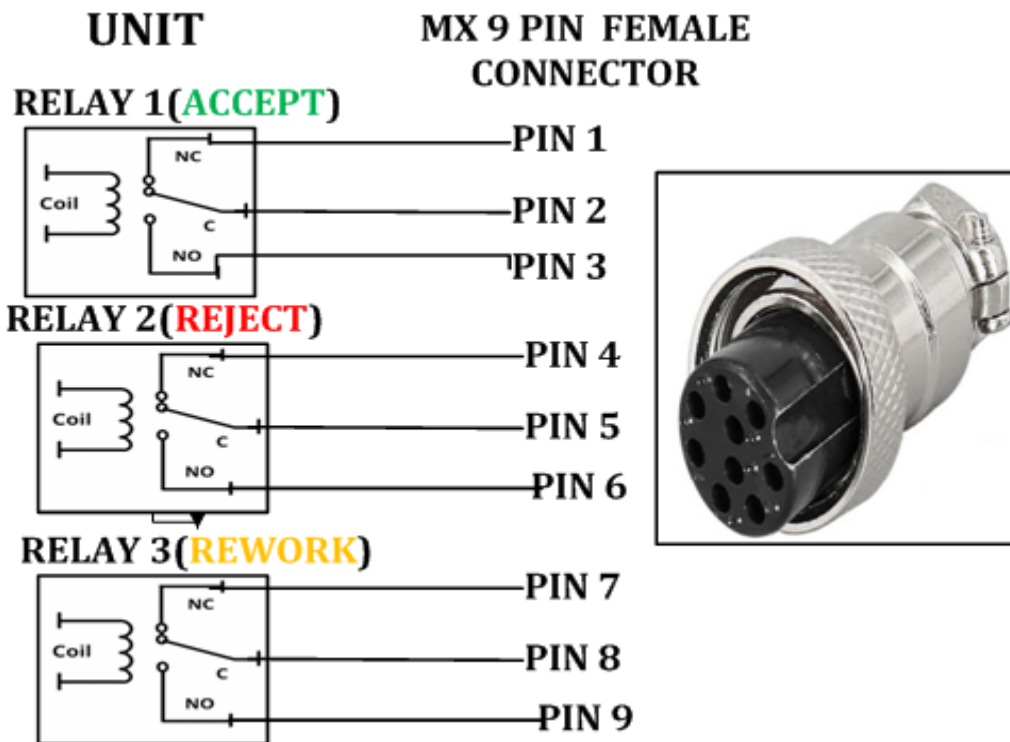 UNIT
MX 9 PIN FEMALE
CONNECTOR
RELAY 1(ACCEPT)
NC
Coil
C
NO
PIN 1
PIN 2
PIN 3
RELAY 2(REJECT)
NC
Coil
C
NO
PIN 4
PIN 5
PIN 6
RELAY 3(REWORK)
NC
Coil
C
NO
PIN 7
PIN 8
PIN 9